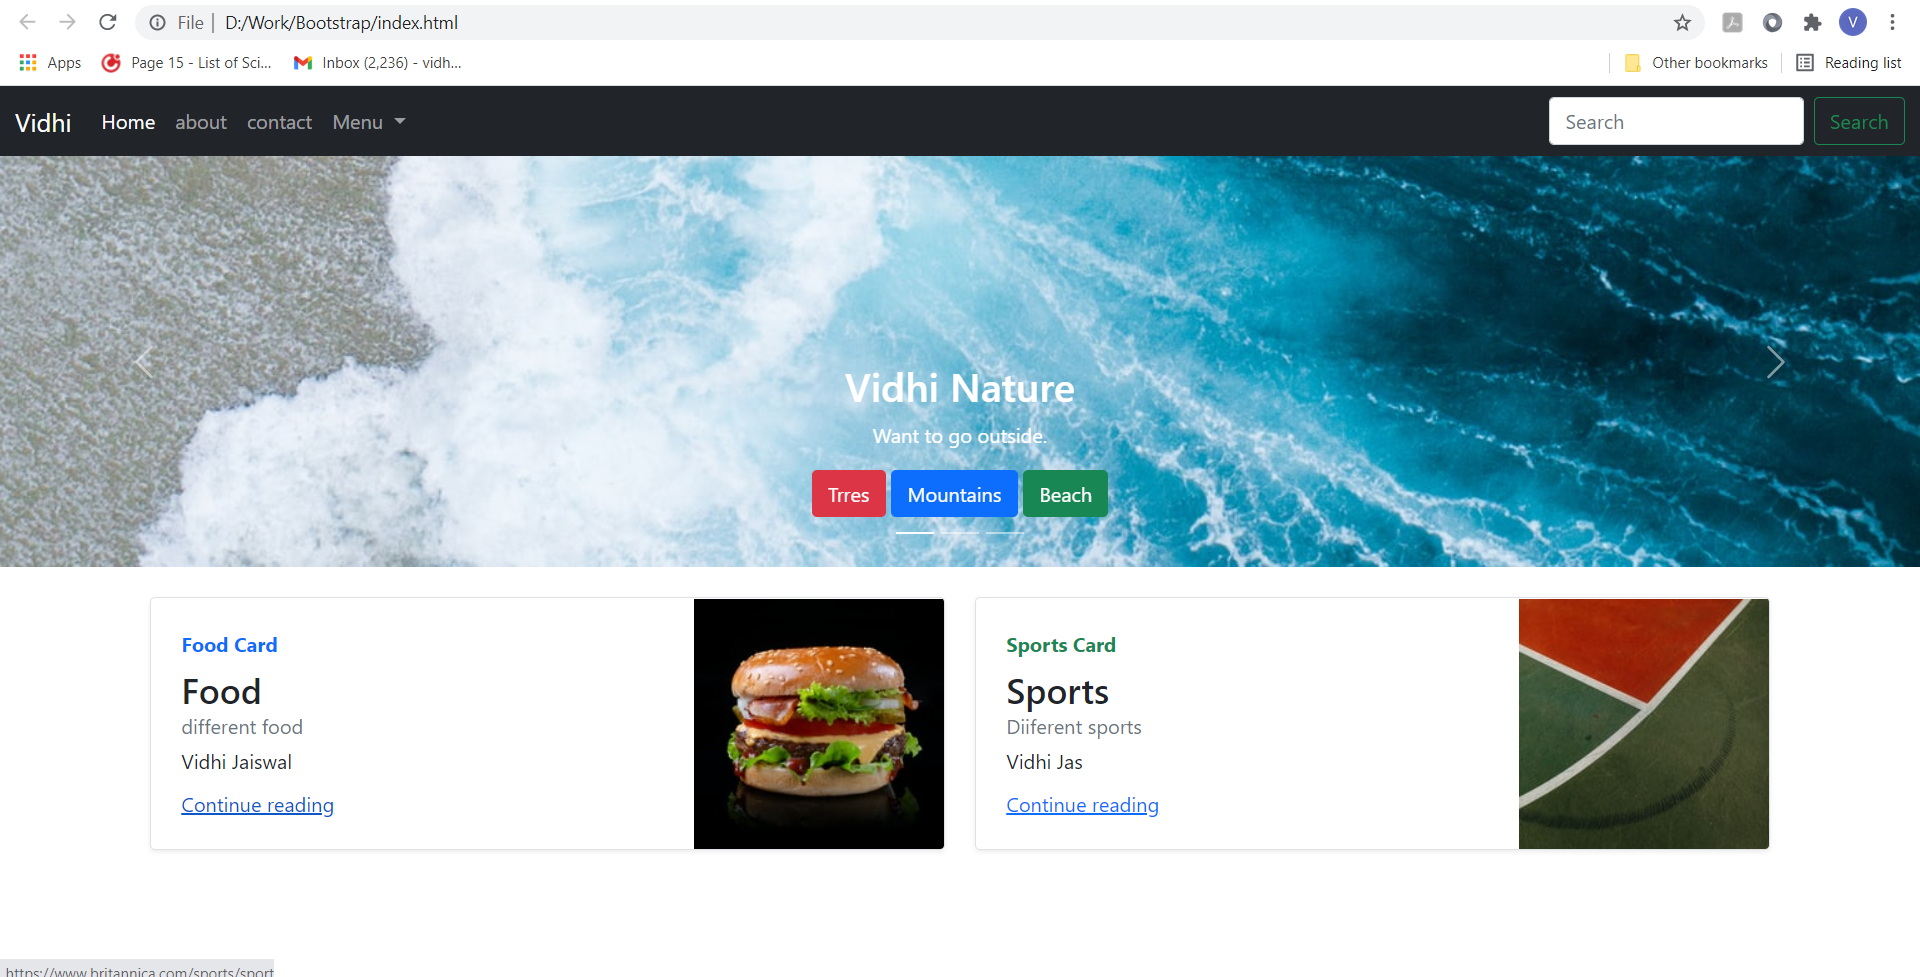 File | D:/Work/Bootstrap/index.html
V
Apps Page 15 - List of Sci... Inbox (2,236) - vidh... Other bookmarks Reading list
Vidhi Home about contact Menu Search Search
Vidhi Nature
Want to go outside.
Trres Mountains Beach
Food Card
Food
different food
Vidhi Jaiswal
Continue reading
Sports Card
Sports
Diiferent sports
Vidhi Jas
Continue reading
https://www.britannica.com/sports/sport